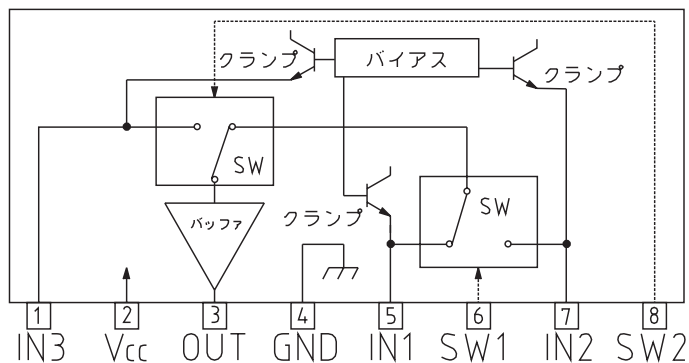 クランプ
バイアス
クランプ
SW
クランプ
SW
バッファ
1 2 3 4 5 6 7 8
IN3 Vcc OUT GND IN1 SW1 IN2 SW2